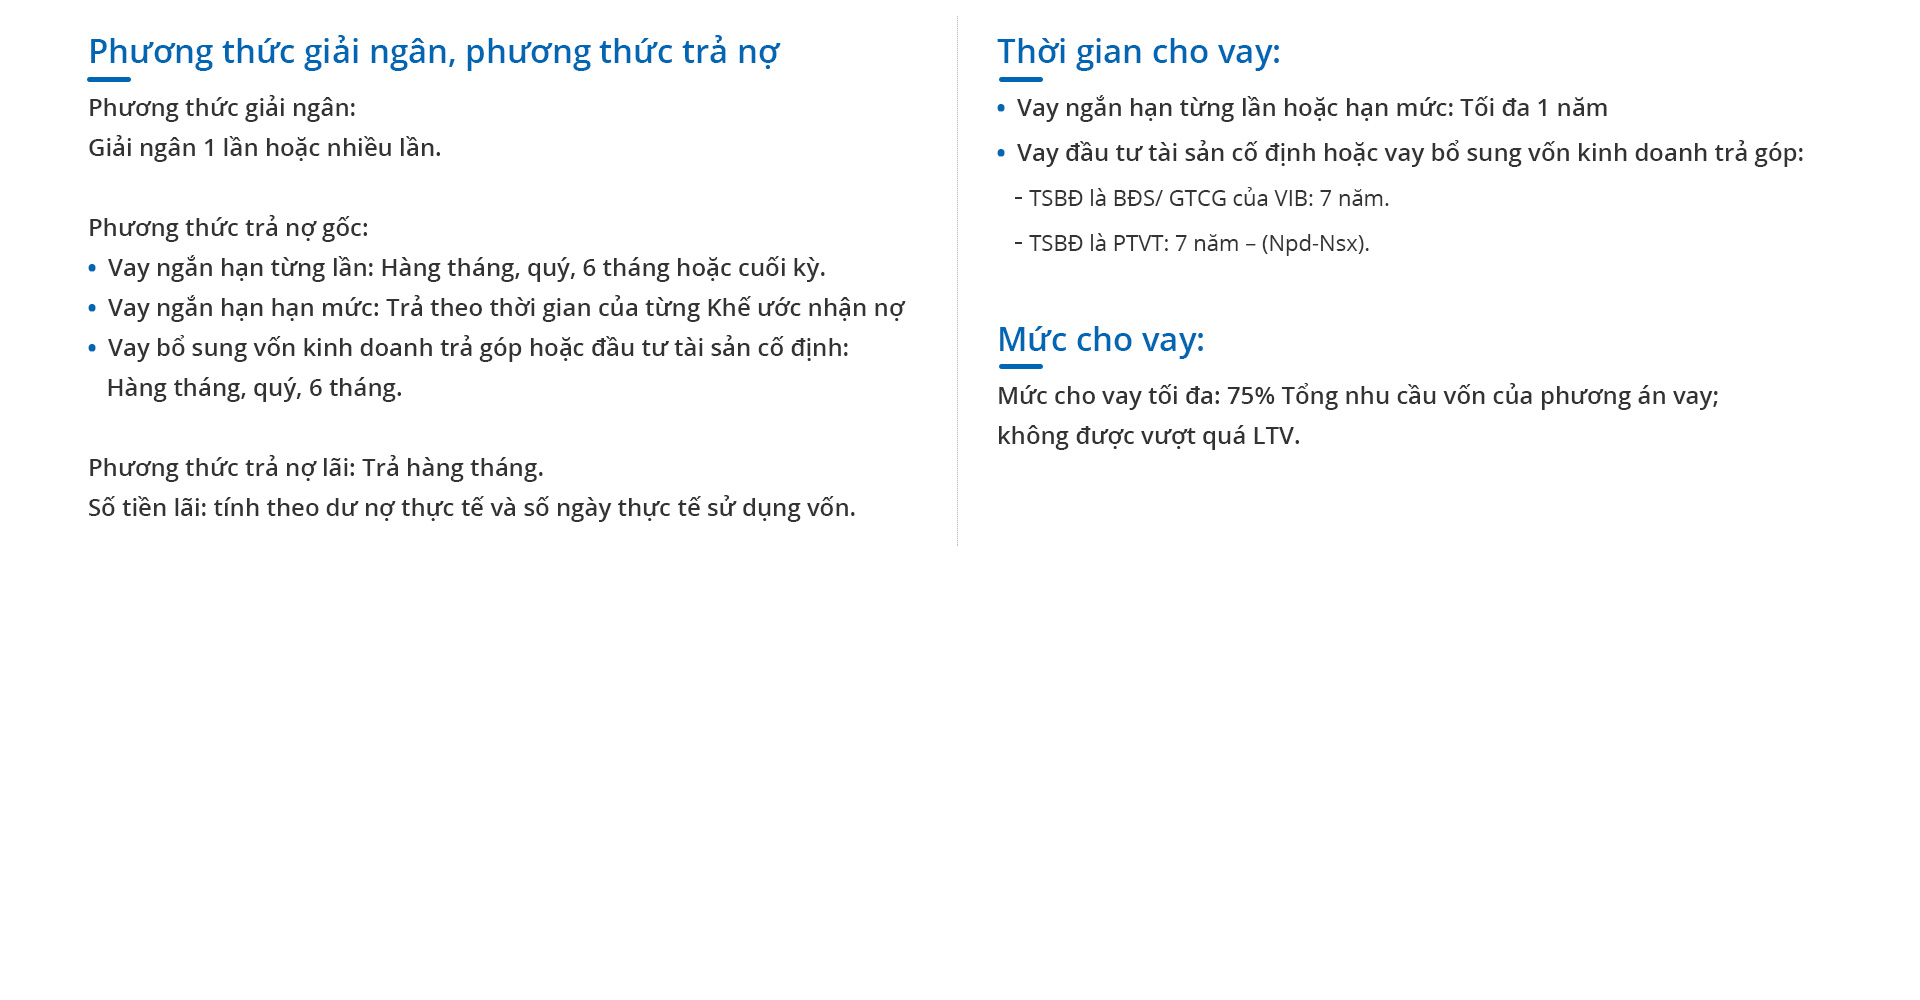 Phương thức giải ngân, phương thức trả nợ
Phương thức giải ngân:
Giải ngân 1 lần hoặc nhiều lần.
Phương thức trả nợ gốc:
• Vay ngắn hạn từng lần: Hàng tháng, quý, 6 tháng hoặc cuối kỳ.
• Vay ngắn hạn hạn mức: Trả theo thời gian của từng Khế ước nhận nợ
• Vay bổ sung vốn kinh doanh trả góp hoặc đầu tư tài sản cố định:
Hàng tháng, quý, 6 tháng.
Phương thức trả nợ lãi: Trả hàng tháng.
Số tiền lãi: tính theo dư nợ thực tế và số ngày thực tế sử dụng vốn.
Thời gian cho vay:
• Vay ngắn hạn từng lần hoặc hạn mức: Tối đa 1 năm
• Vay đầu tư tài sản cố định hoặc vay bổ sung vốn kinh doanh trả góp:
- TSBĐ là BĐS/ GTCG của VIB: 7 năm.
- TSBĐ là PTVT: 7 năm – (Npd-Nsx).
Mức cho vay:
Mức cho vay tối đa: 75% Tổng nhu cầu vốn của phương án vay;
không được vượt quá LTV.